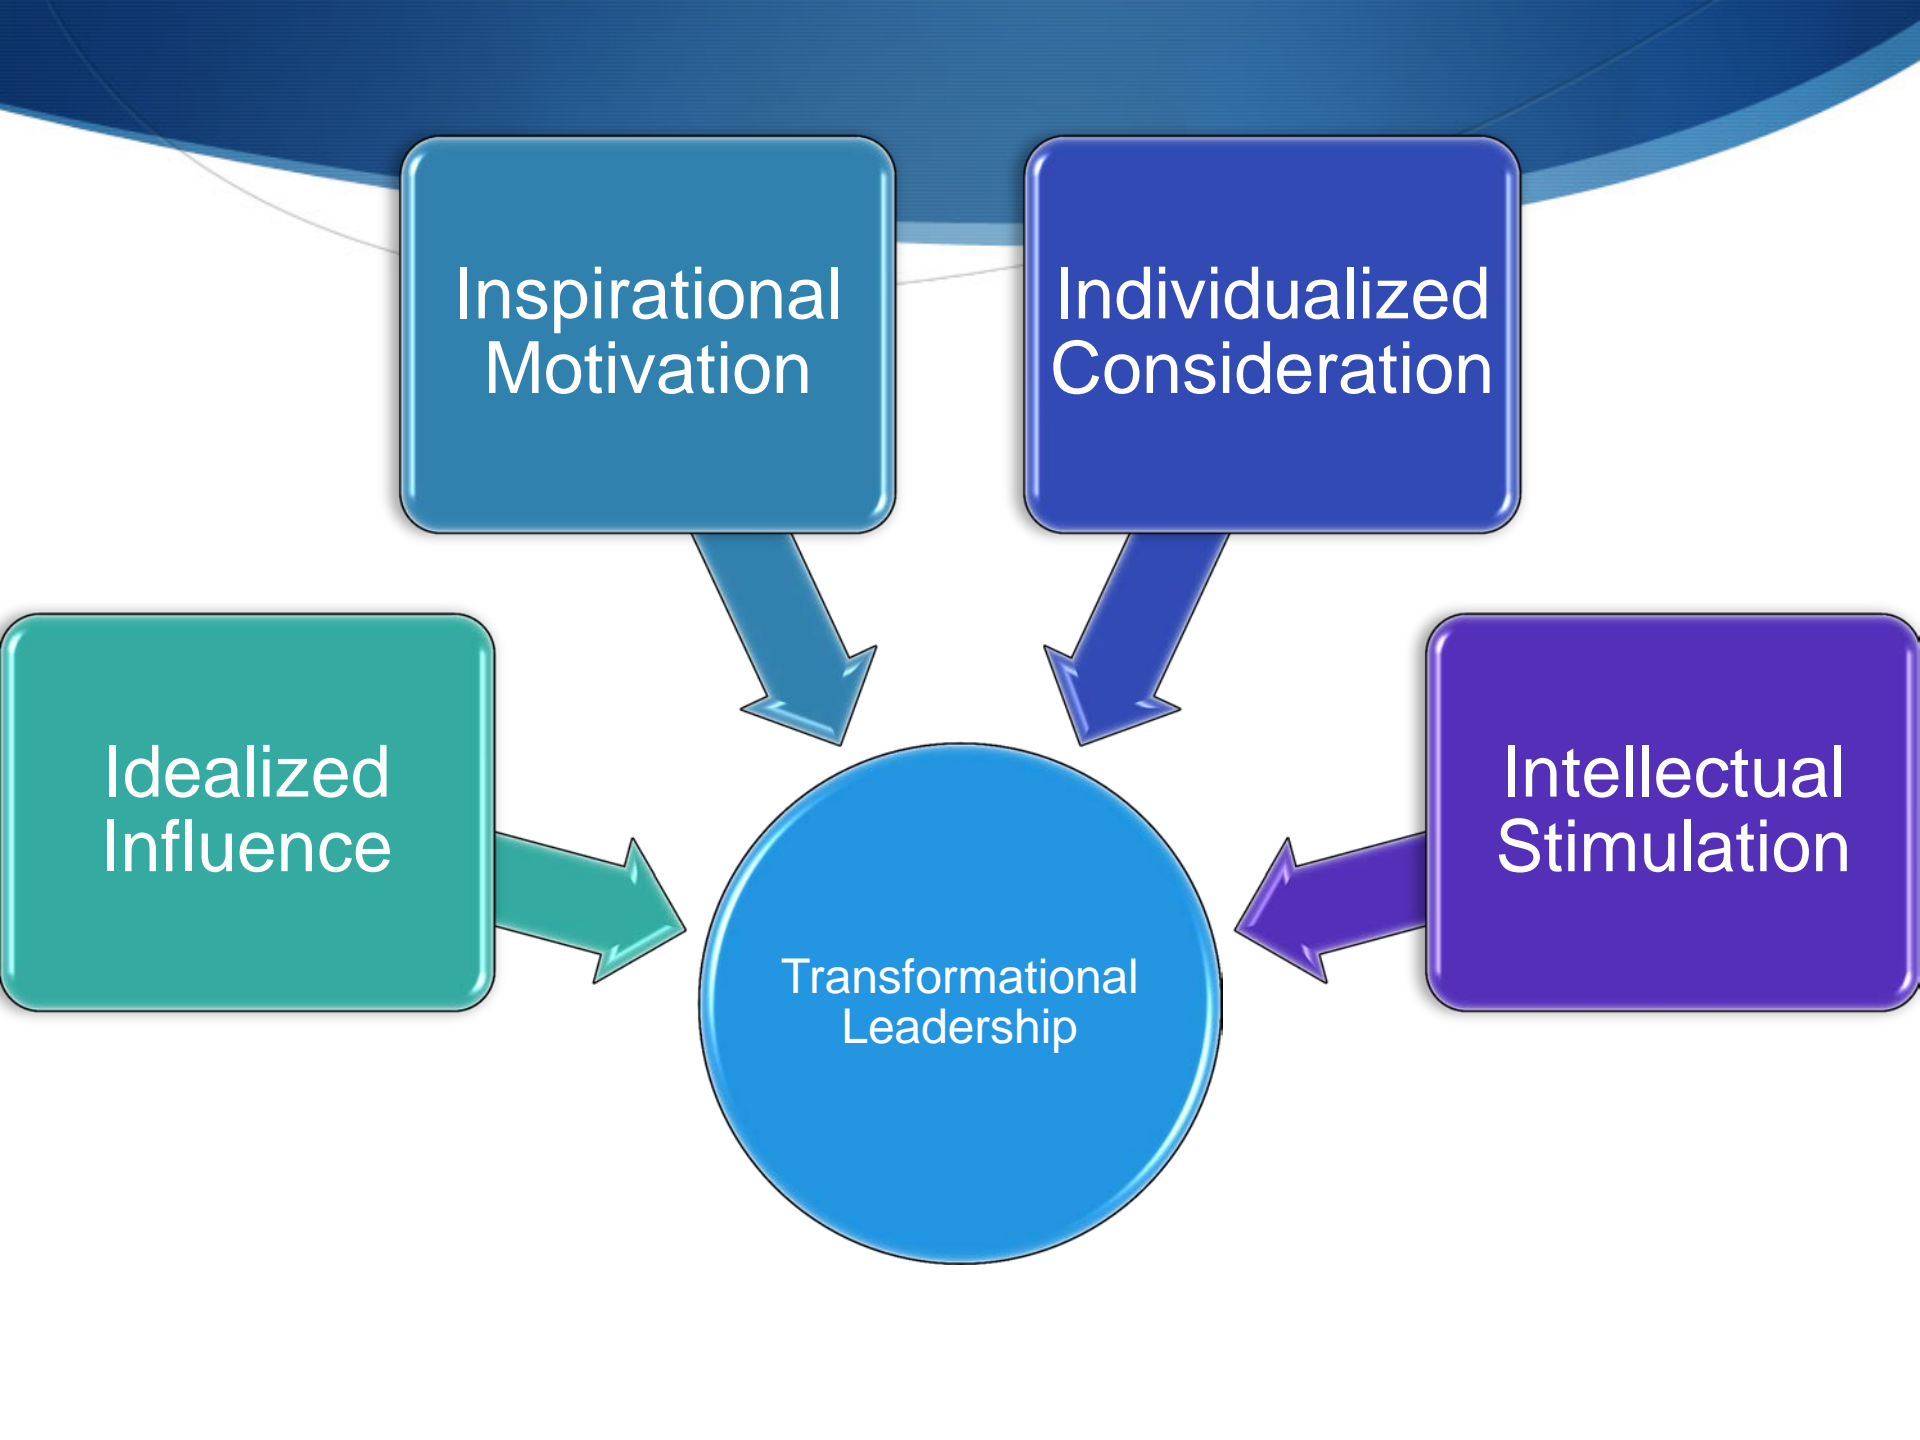 Inspirational
Motivation
Individualized
Consideration
Idealized
Influence
Intellectual
Stimulation
Transformational
Leadership